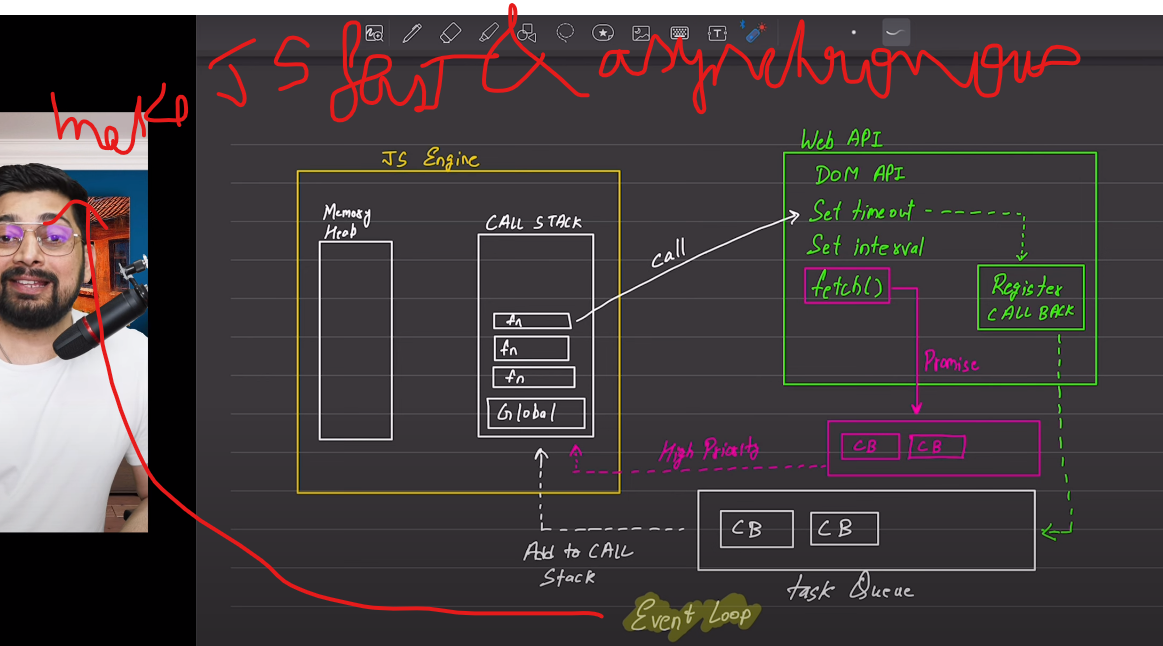 make JS fast & asynchronous
Web API
JS Engine
DOM API
Memory
Heap
CALL STACK
Set timeout
call
Set interval
fetch()
Register
CALL BACK
fn
fn
fn
Promise
Global
High Priority
CB CB
CB CB
Add to CALL
Stack
task Queue
Event Loop